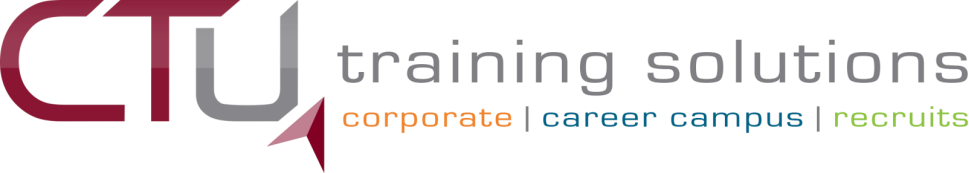 CTU training solutions
corporate | career campus | recruits